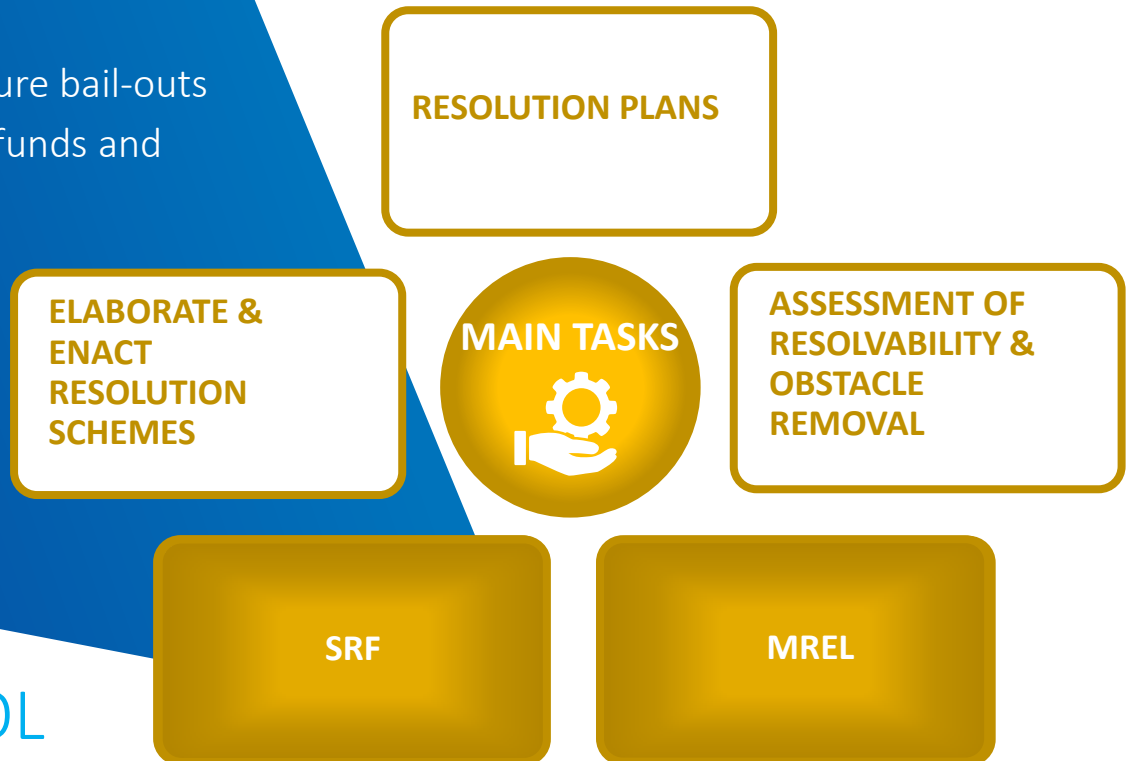 ure bail-outs
funds and
RESOLUTION PLANS
ELABORATE &
ENACT
RESOLUTION
SCHEMES
MAIN TASKS
ASSESSMENT OF
RESOLVABILITY &
OBSTACLE
REMOVAL
SRF
MREL
OL